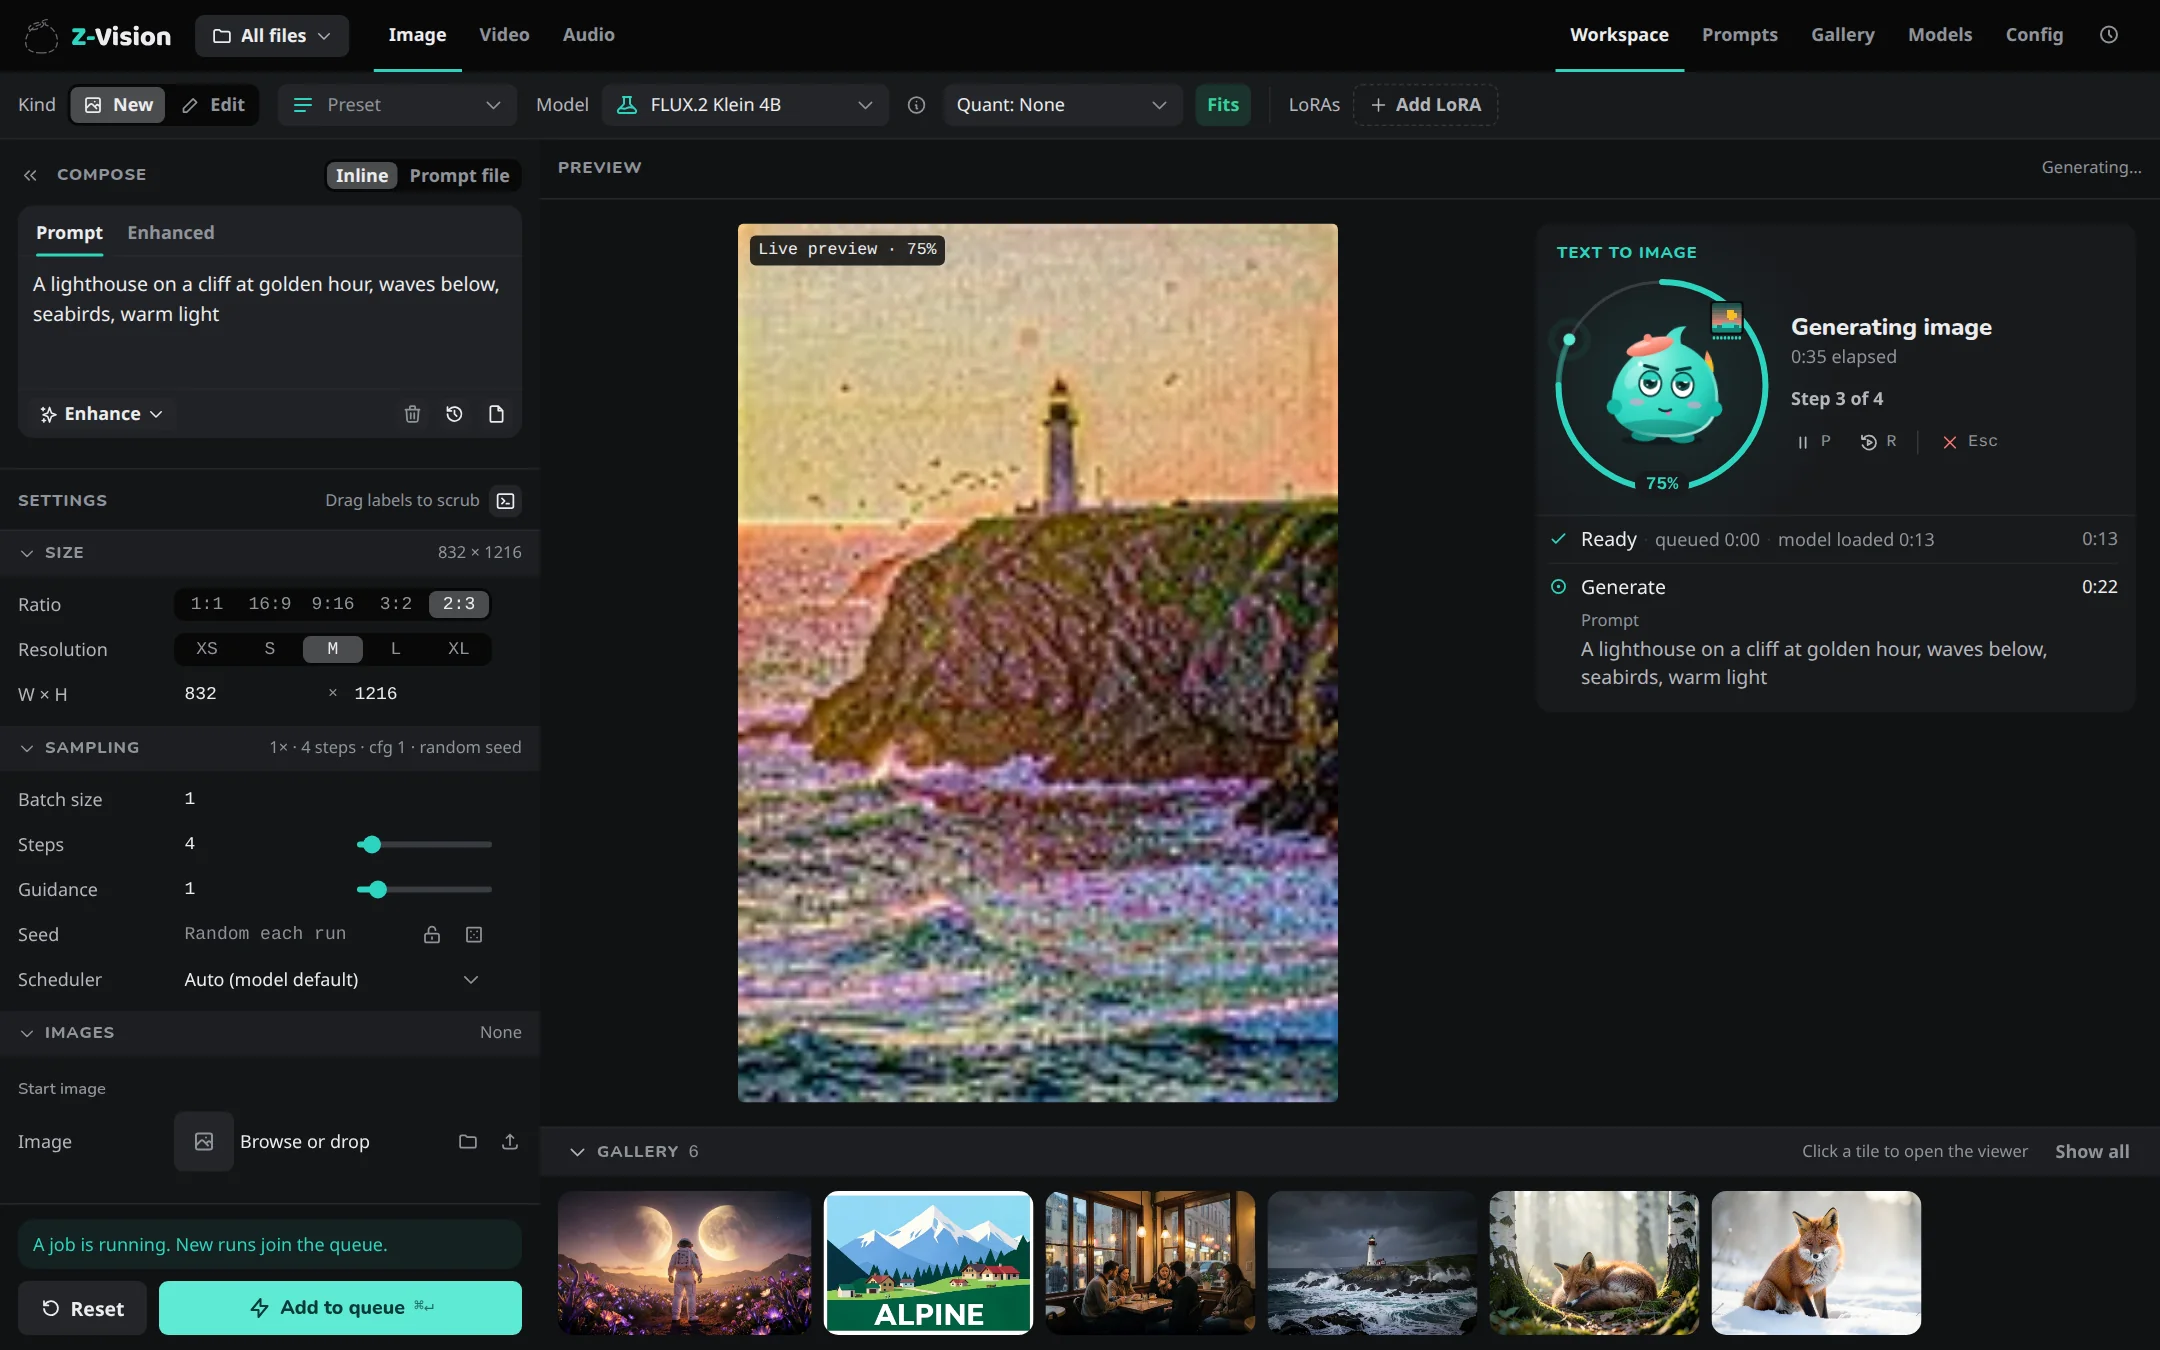 Z-Vision
All files
Image
Video
Audio
Workspace
Prompts
Gallery
Models
Config
Kind
New
Edit
Preset
Model
FLUX.2 Klein 4B
Quant: None
Fits
LoRAs
Add LoRA
COMPOSE
Inline
Prompt file
Prompt
Enhanced
A lighthouse on a cliff at golden hour, waves below,
seabirds, warm light
Enhance
SETTINGS
Drag labels to scrub
SIZE
832 × 1216
Ratio
1:1 16:9 9:16 3:2 2:3
Resolution
XS S M L XL
W × H
832 × 1216
SAMPLING
1× · 4 steps · cfg 1 · random seed
Batch size
1
Steps
4
Guidance
1
Seed
Random each run
Scheduler
Auto (model default)
IMAGES
None
Start image
Image
Browse or drop
A job is running. New runs join the queue.
Reset
Add to queue ⌘↵
PREVIEW
Generating...
Live preview · 75%
TEXT TO IMAGE
75%
Generating image
0:35 elapsed
Step 3 of 4
P
R
Esc
Ready · queued 0:00 · model loaded 0:13
0:13
Generate
0:22
Prompt
A lighthouse on a cliff at golden hour, waves below,
seabirds, warm light
GALLERY 6
Click a tile to open the viewer
Show all
ALPINE